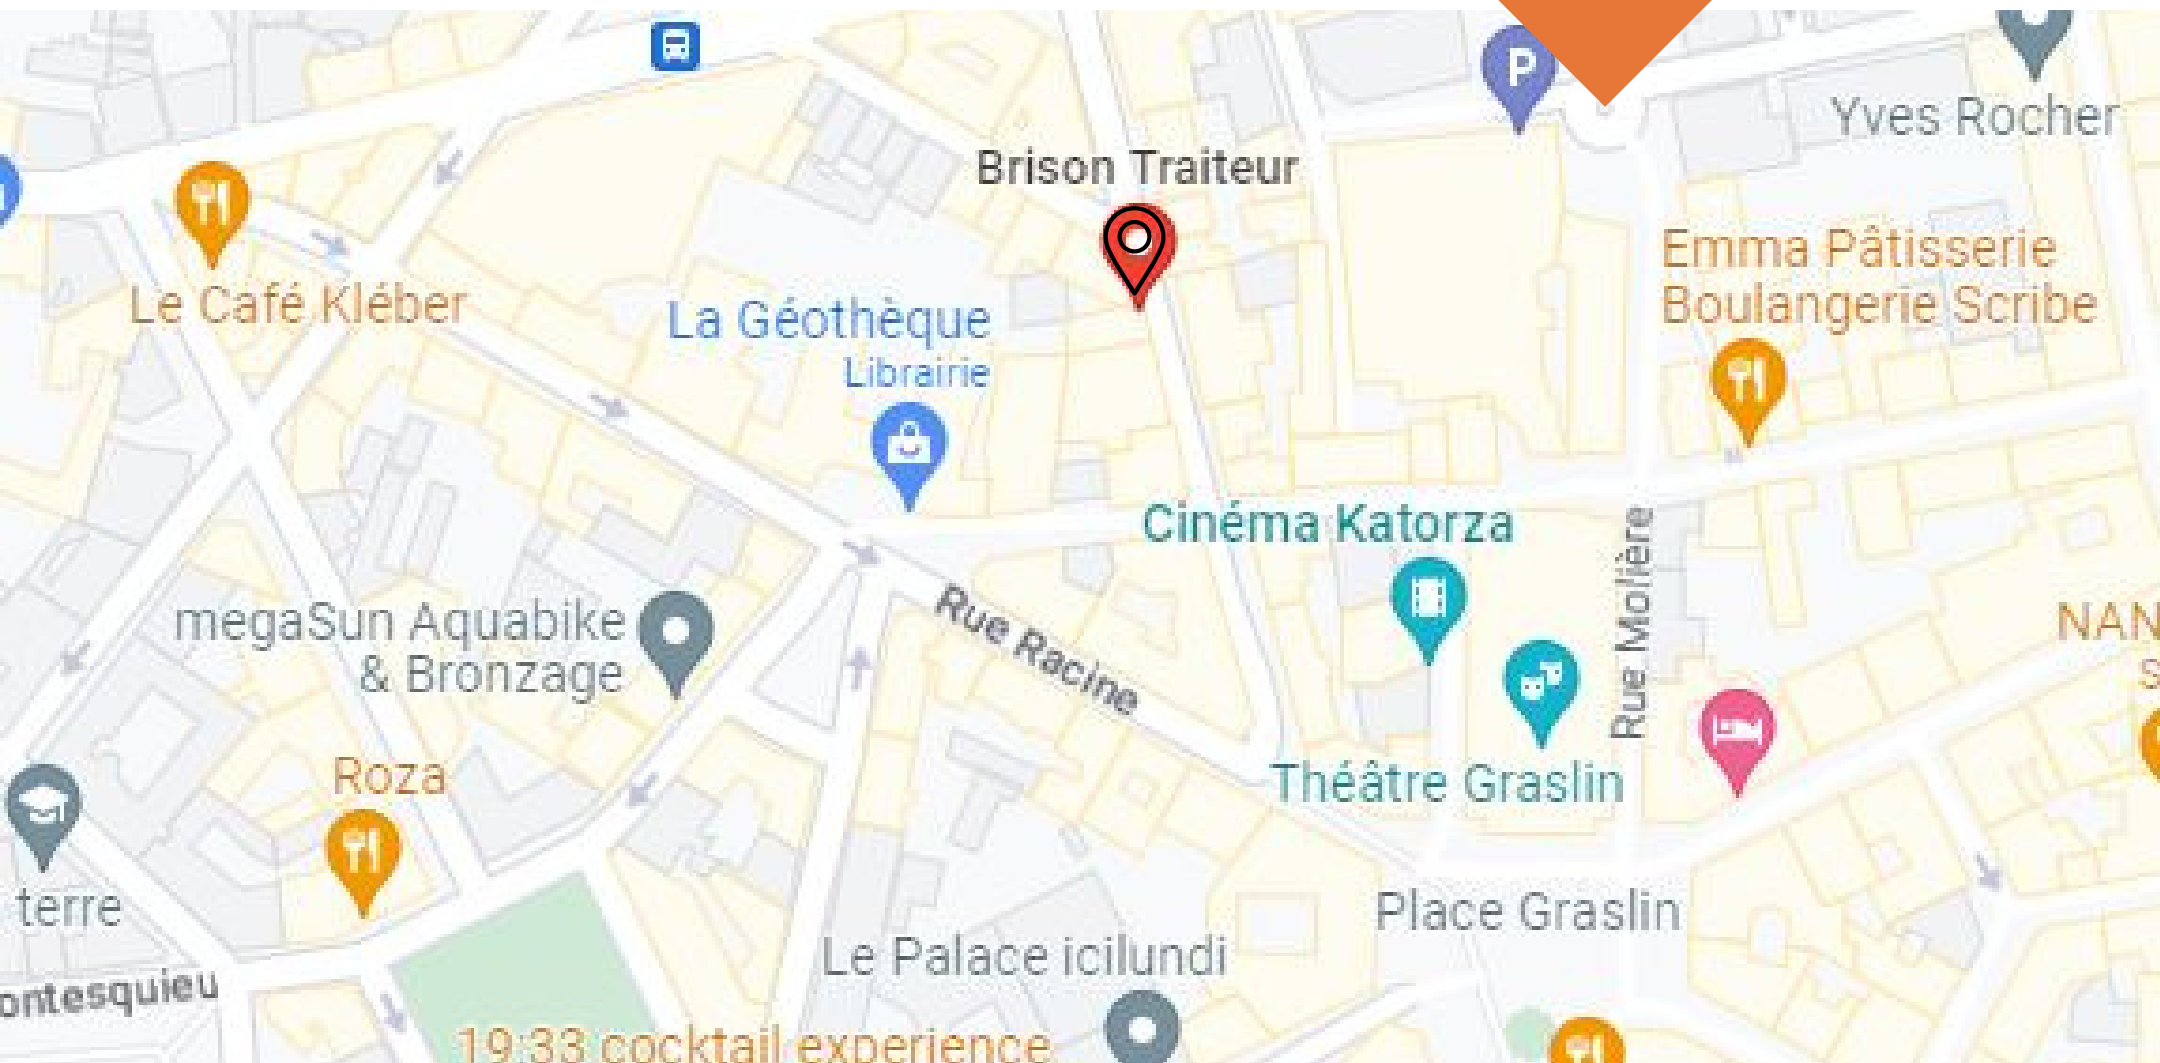 P
Yves Rocher
Brison Traiteur
Emma Pâtisserie
Boulangerie Scribe
Le Café Kléber
La Géothèque
Librairie
Cinéma Katorza
Rue Molière
Rue Racine
megaSun Aquabike
& Bronzage
NAN
S
Roza
Théâtre Graslin
terre
Place Graslin
Le Palace icilundi
ontesquieu
19:33 cocktail experience